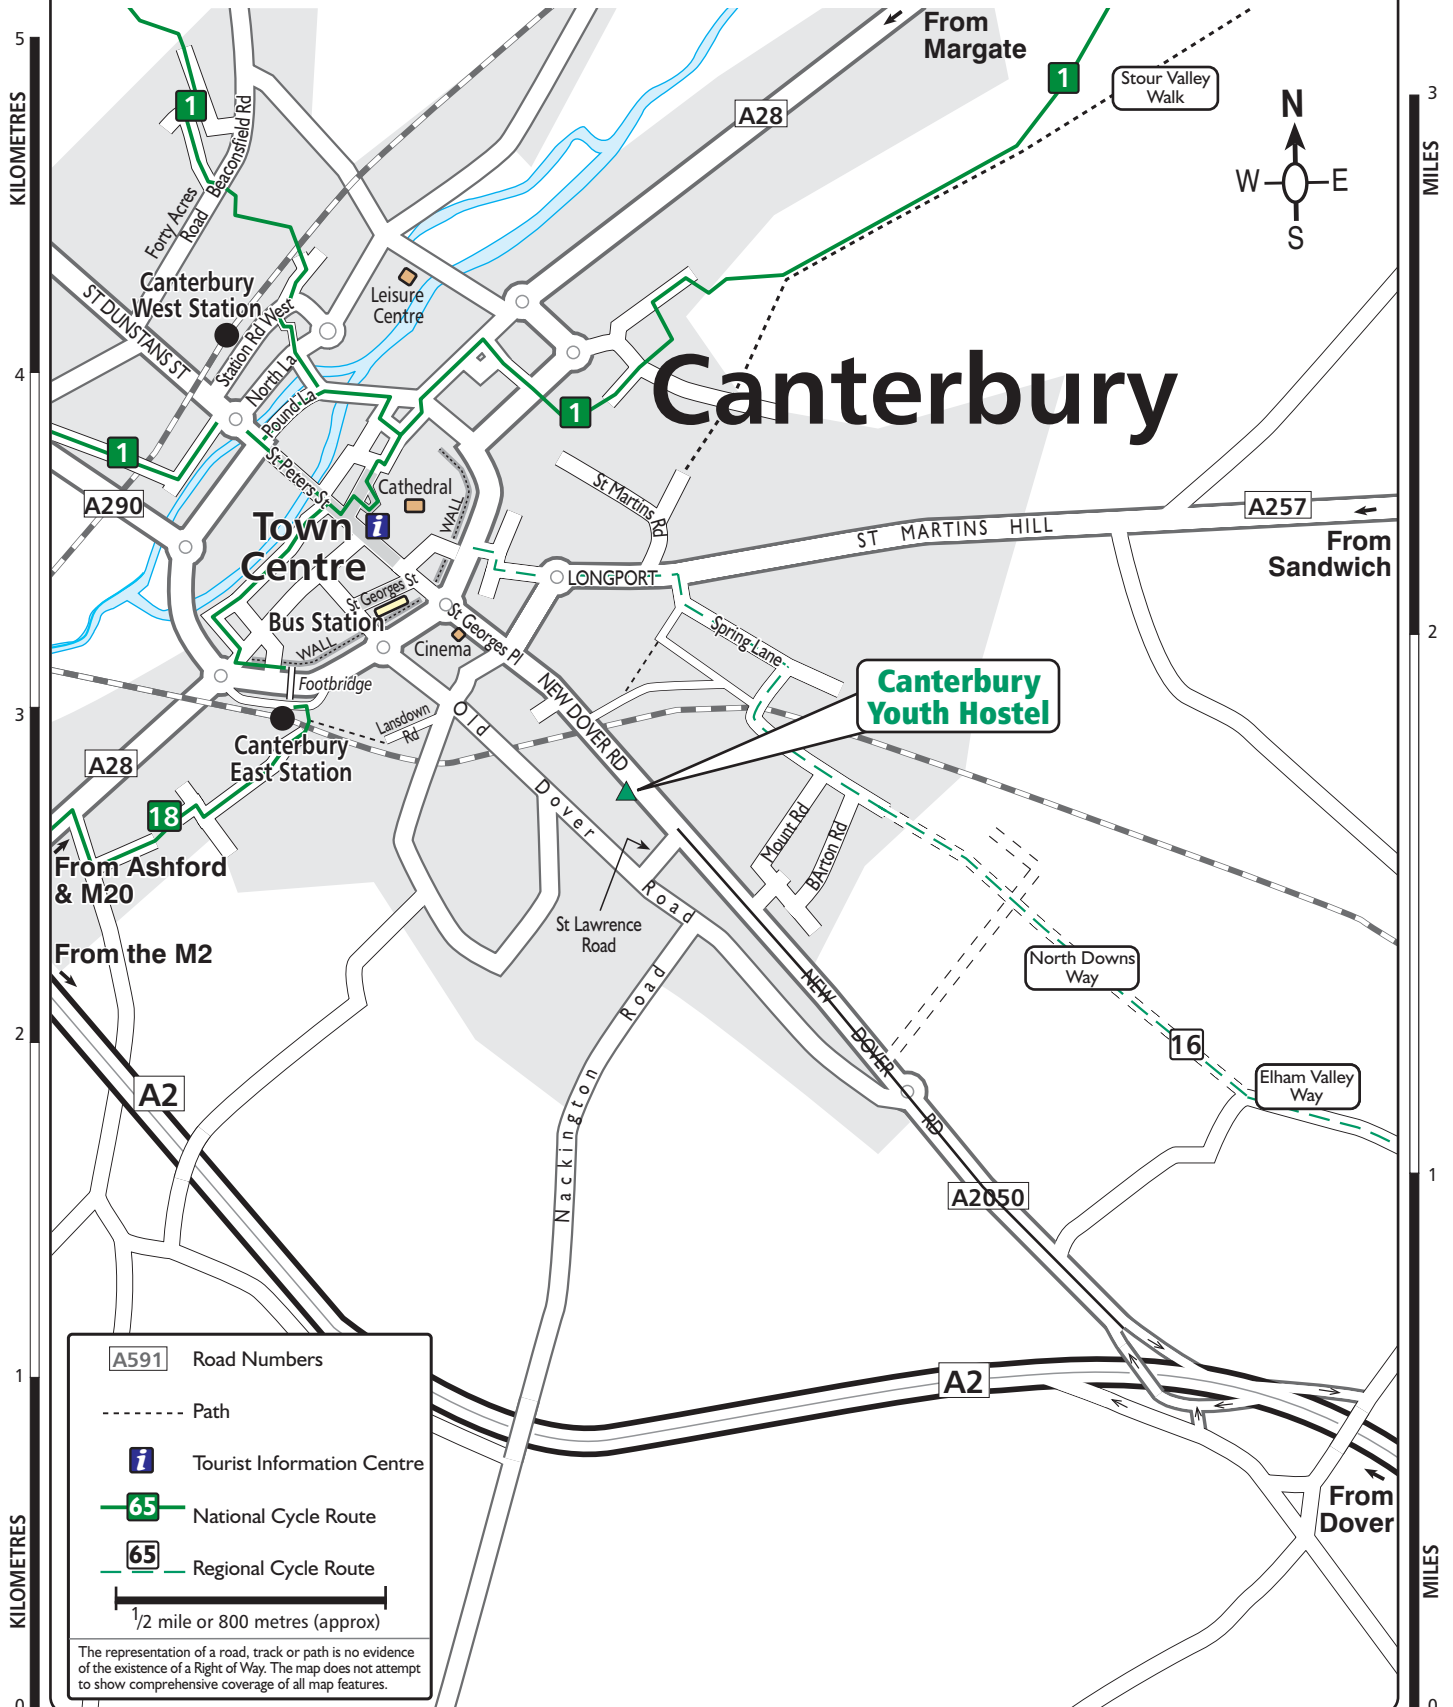 5
KILOMETRES
From
Margate
1
Stour Valley
Walk
3
MILES
N
W
E
S
1
A28
Beaconsfield Rd
Forty Acres
Road
Canterbury
West Station
ST DUNSTANS ST
Station Rd West
North La
Pound La
Leisure
Centre
4
Canterbury
1
1
St Peters St
A290
Cathedral
WALL
Town
Centre
i
St Martins Rd
ST MARTINS HILL
A257
From
Sandwich
LONGPORT
St Georges St
Bus Station
St Georges Pl
WALL
Cinema
Spring Lane
2
Footbridge
Canterbury
Youth Hostel
NEW DOVER RD
Lansdown
Rd
3
Old Dover Road
Canterbury
East Station
A28
18
Mount Rd
BArton Rd
From Ashford
& M20
St Lawrence
Road
From the M2
North Downs
Way
Nackington Road
NEW DOVER RD
2
16
A2
Elham Valley
Way
1
A2050
1
A2
From
Dover
A591 Road Numbers
Path
i Tourist Information Centre
65 National Cycle Route
65 Regional Cycle Route
1/2 mile or 800 metres (approx)
The representation of a road, track or path is no evidence
of the existence of a Right of Way. The map does not attempt
to show comprehensive coverage of all map features.
KILOMETRES
MILES
0
0